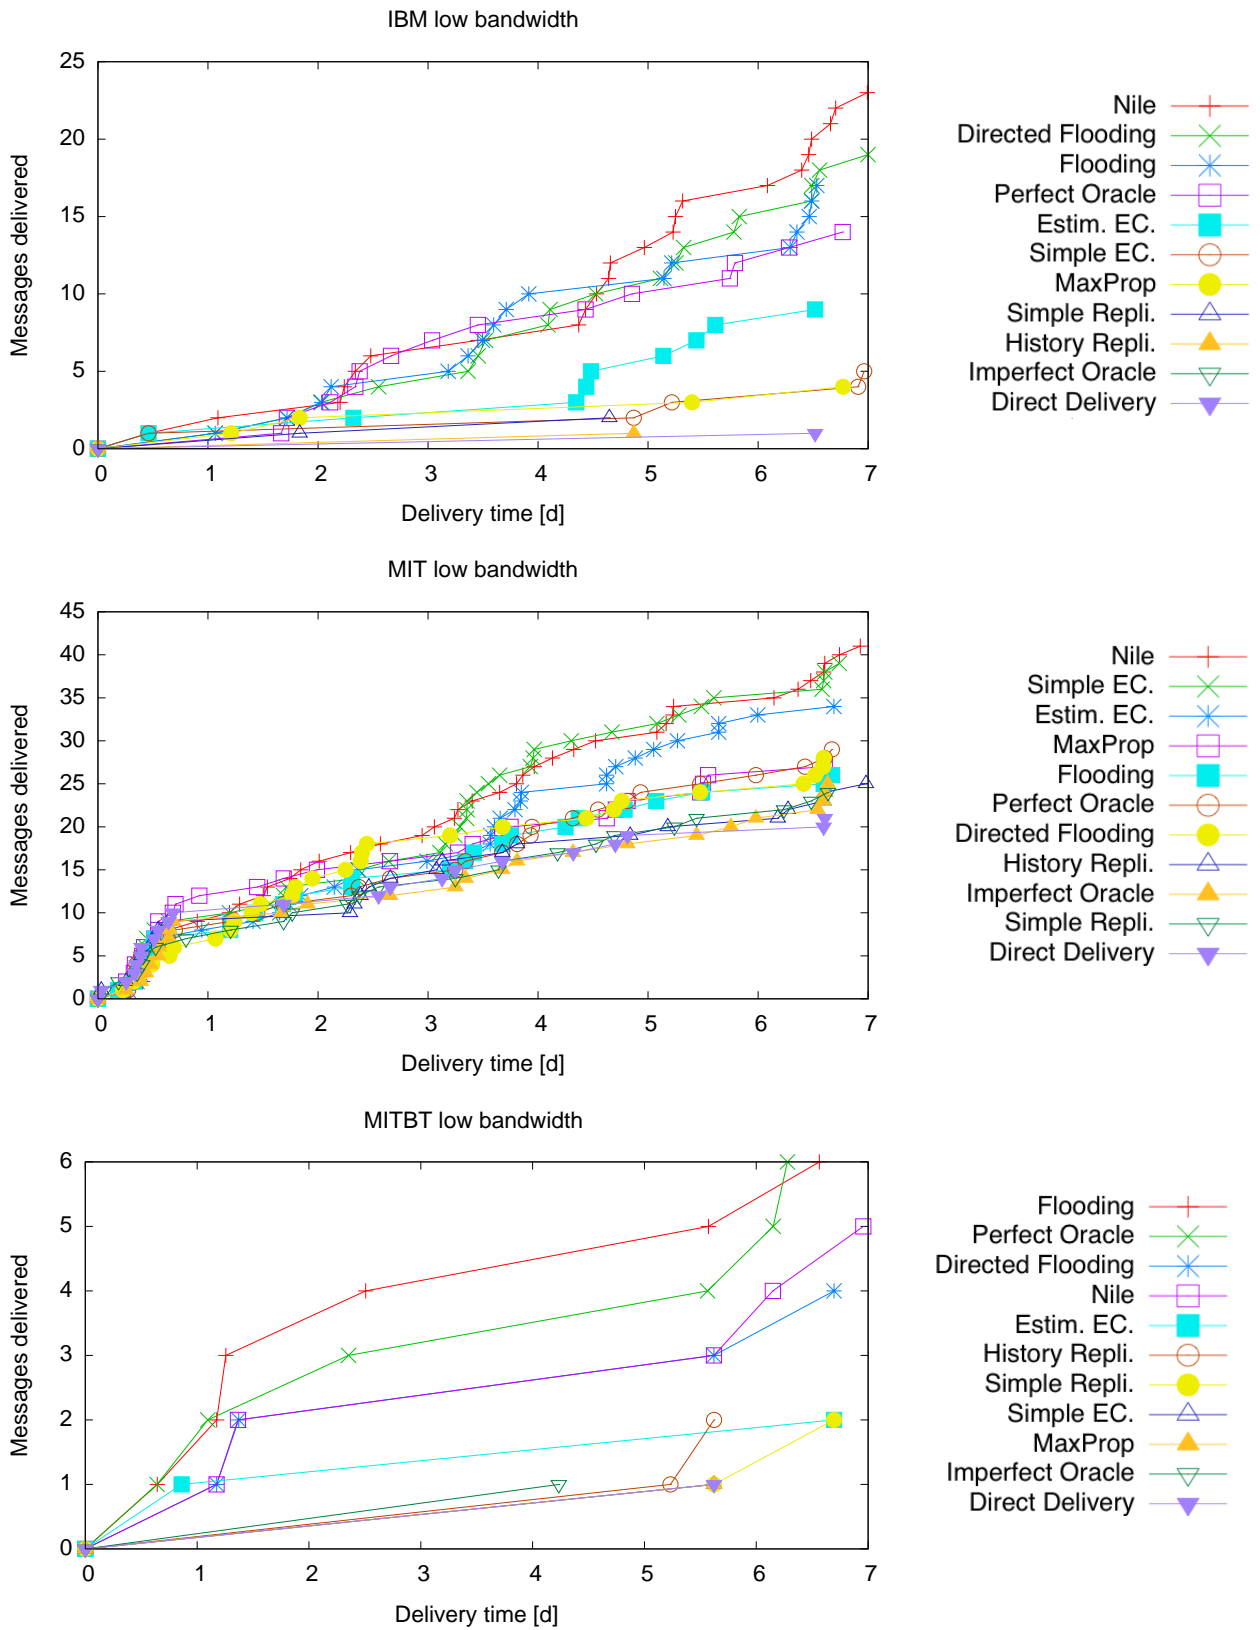 IBM low bandwidth
25
20
15
10
5
0
Messages delivered
0 1 2 3 4 5 6 7
Delivery time [d]
Nile
Directed Flooding
Flooding
Perfect Oracle
Estim. EC.
Simple EC.
MaxProp
Simple Repli.
History Repli.
Imperfect Oracle
Direct Delivery
MIT low bandwidth
45
40
35
30
25
20
15
10
5
0
Messages delivered
0 1 2 3 4 5 6 7
Delivery time [d]
Nile
Simple EC.
Estim. EC.
MaxProp
Flooding
Perfect Oracle
Directed Flooding
History Repli.
Imperfect Oracle
Simple Repli.
Direct Delivery
MITBT low bandwidth
6
5
4
3
2
1
0
Messages delivered
0 1 2 3 4 5 6 7
Delivery time [d]
Flooding
Perfect Oracle
Directed Flooding
Nile
Estim. EC.
History Repli.
Simple Repli.
Simple EC.
MaxProp
Imperfect Oracle
Direct Delivery